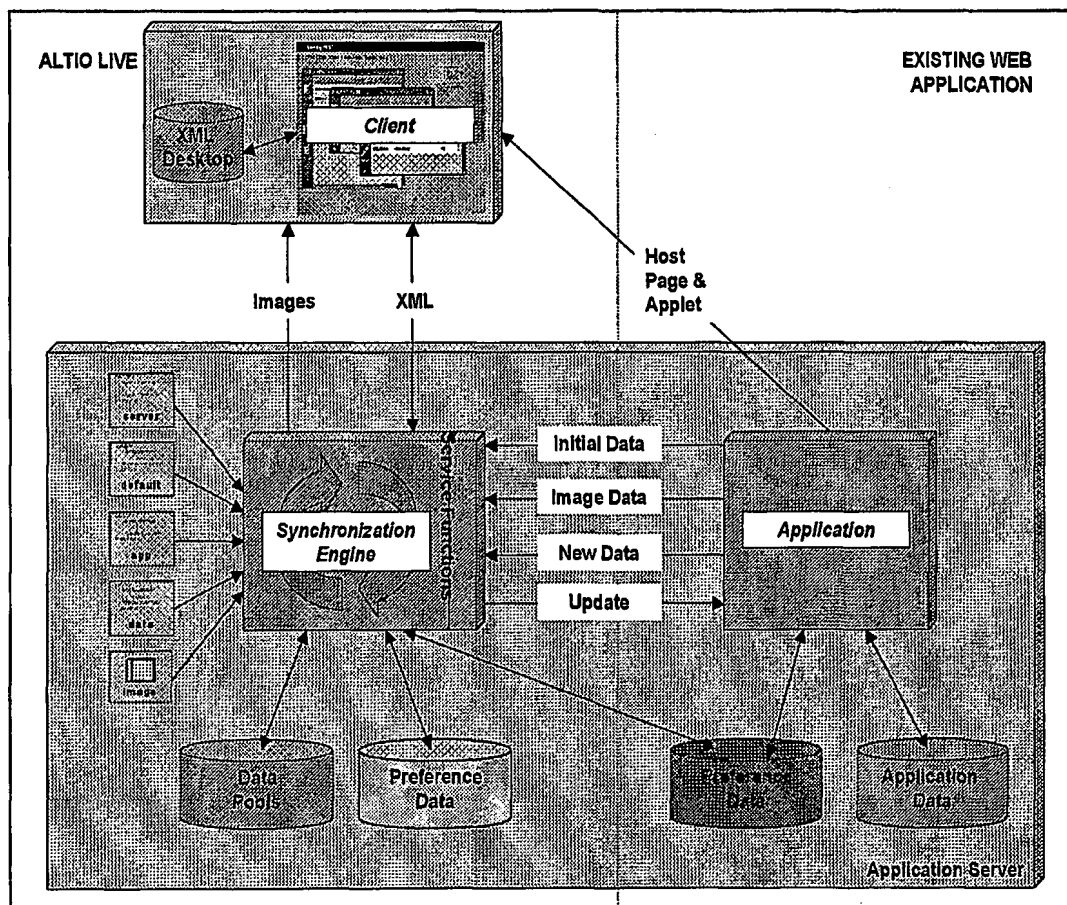 ALTIO LIVE
EXISTING WEB
APPLICATION
Client
XML
Desktop
Host
Page &
Applet
Images
XML
server
default
app
data
image
Service Functions
Synchronization
Engine
Initial Data
Image Data
New Data
Update
Application
Data
Pools
Preference
Data
Preference
Data
Application
Data
Application Server